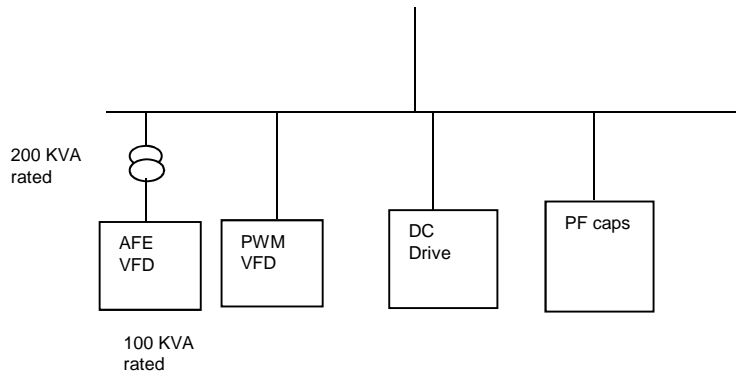 200 KVA
rated
AFE
VFD
PWM
VFD
DC
Drive
PF caps
100 KVA
rated